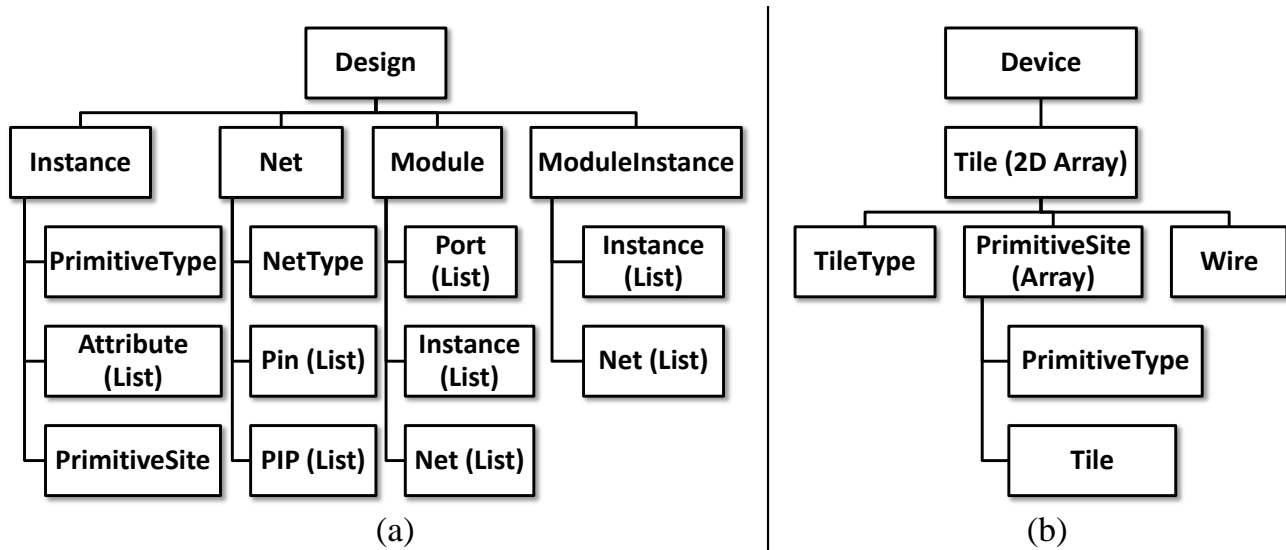 Design
Instance
Net
Module
ModuleInstance
PrimitiveType
Attribute
(List)
PrimitiveSite
NetType
Pin (List)
PIP (List)
Port
(List)
Instance
(List)
Net (List)
Instance
(List)
Net (List)
(a)
Device
Tile (2D Array)
TileType
PrimitiveSite
(Array)
Wire
PrimitiveType
Tile
(b)